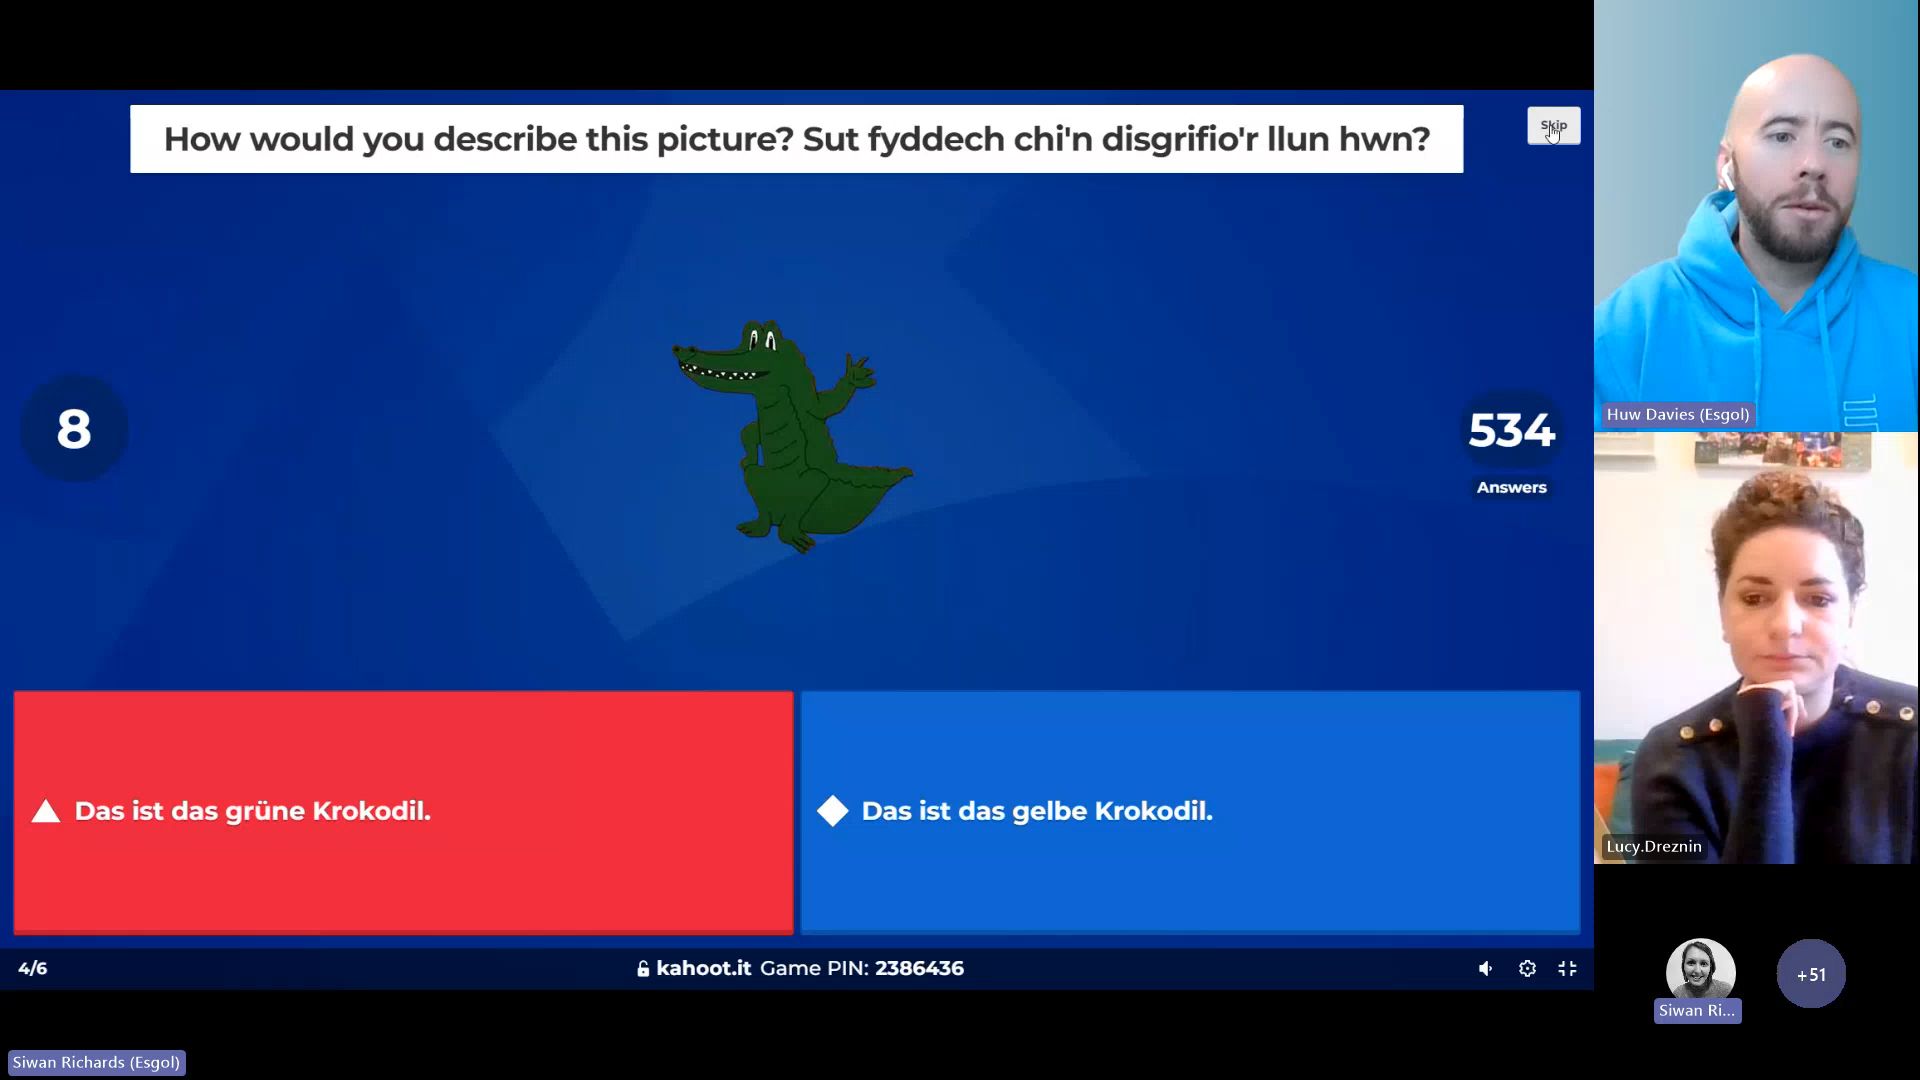 How would you describe this picture? Sut fyddech chi'n disgrifio'r llun hwn?
Skip
8
534
Answers
Das ist das grüne Krokodil.
Das ist das gelbe Krokodil.
4/6
kahoot.it Game PIN: 2386436
Huw Davies (Esgol)
Lucy.Dreznin
Siwan Ri...
+51
Siwan Richards (Esgol)